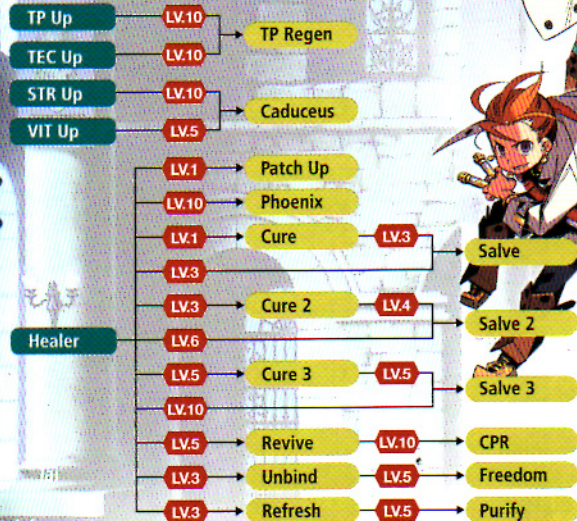 TP Up LV.10 TP Regen
TEC Up LV.10
STR Up LV.10 Caduceus
VIT Up LV.5
LV.1 Patch Up
LV.10 Phoenix
LV.1 Cure LV.3 Salve
LV.3
LV.3 Cure 2 LV.4 Salve 2
Healer LV.6
LV.5 Cure 3 LV.5 Salve 3
LV.10
LV.5 Revive LV.10 CPR
LV.3 Unbind LV.5 Freedom
LV.3 Refresh LV.5 Purify